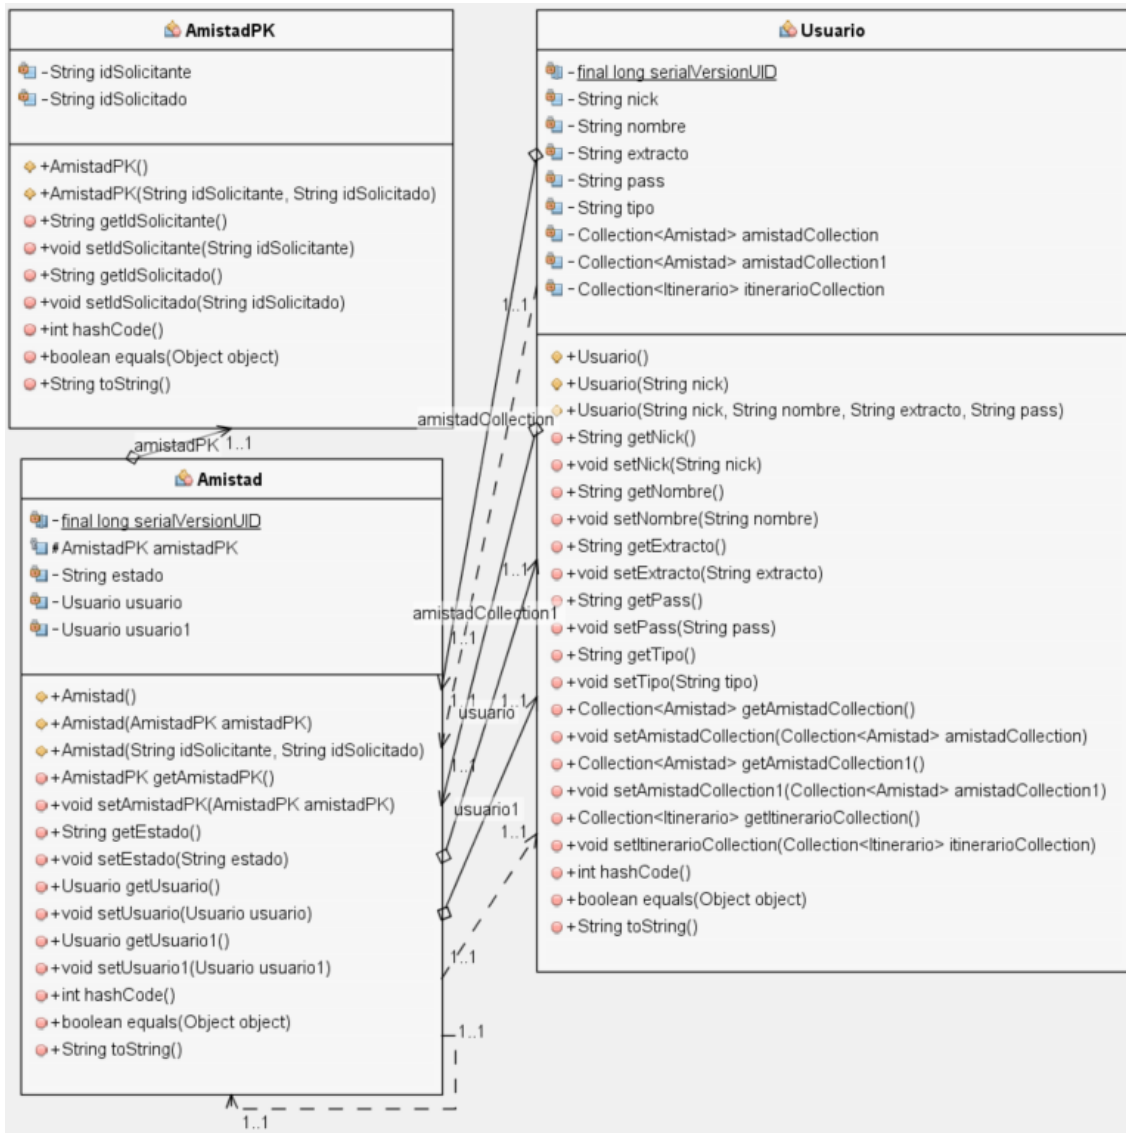 AmistadPK
-String idSolicitante
-String idSolicitado
+AmistadPK()
+AmistadPK(String idSolicitante, String idSolicitado)
+String getIdSolicitante()
+void setIdSolicitante(String idSolicitante)
+String getIdSolicitado()
+void setIdSolicitado(String idSolicitado)
+int hashCode()
+boolean equals(Object object)
+String toString()
amistadPK 1..1
Amistad
-final long serialVersionUID
#AmistadPK amistadPK
-String estado
-Usuario usuario
-Usuario usuario1
+Amistad()
+Amistad(AmistadPK amistadPK)
+Amistad(String idSolicitante, String idSolicitado)
+AmistadPK getAmistadPK()
+void setAmistadPK(AmistadPK amistadPK)
+String getEstado()
+void setEstado(String estado)
+Usuario getUsuario()
+void setUsuario(Usuario usuario)
+Usuario getUsuario1()
+void setUsuario1(Usuario usuario1)
+int hashCode()
+boolean equals(Object object)
+String toString()
1..1
1..1
1..1
amistadCollection
1..1
amistadCollection1
1..1
1..1
1..1
usuario
1..1
usuario1
1..1
1..1
Usuario
-final long serialVersionUID
-String nick
-String nombre
-String extracto
-String pass
-String tipo
-Collection<Amistad> amistadCollection
-Collection<Amistad> amistadCollection1
-Collection<Itinerario> itinerarioCollection
+Usuario()
+Usuario(String nick)
+Usuario(String nick, String nombre, String extracto, String pass)
+String getNick()
+void setNick(String nick)
+String getNombre()
+void setNombre(String nombre)
+String getExtracto()
+void setExtracto(String extracto)
+String getPass()
+void setPass(String pass)
+String getTipo()
+void setTipo(String tipo)
+Collection<Amistad> getAmistadCollection()
+void setAmistadCollection(Collection<Amistad> amistadCollection)
+Collection<Amistad> getAmistadCollection1()
+void setAmistadCollection1(Collection<Amistad> amistadCollection1)
+Collection<Itinerario> getItinerarioCollection()
+void setItinerarioCollection(Collection<Itinerario> itinerarioCollection)
+int hashCode()
+boolean equals(Object object)
+String toString()